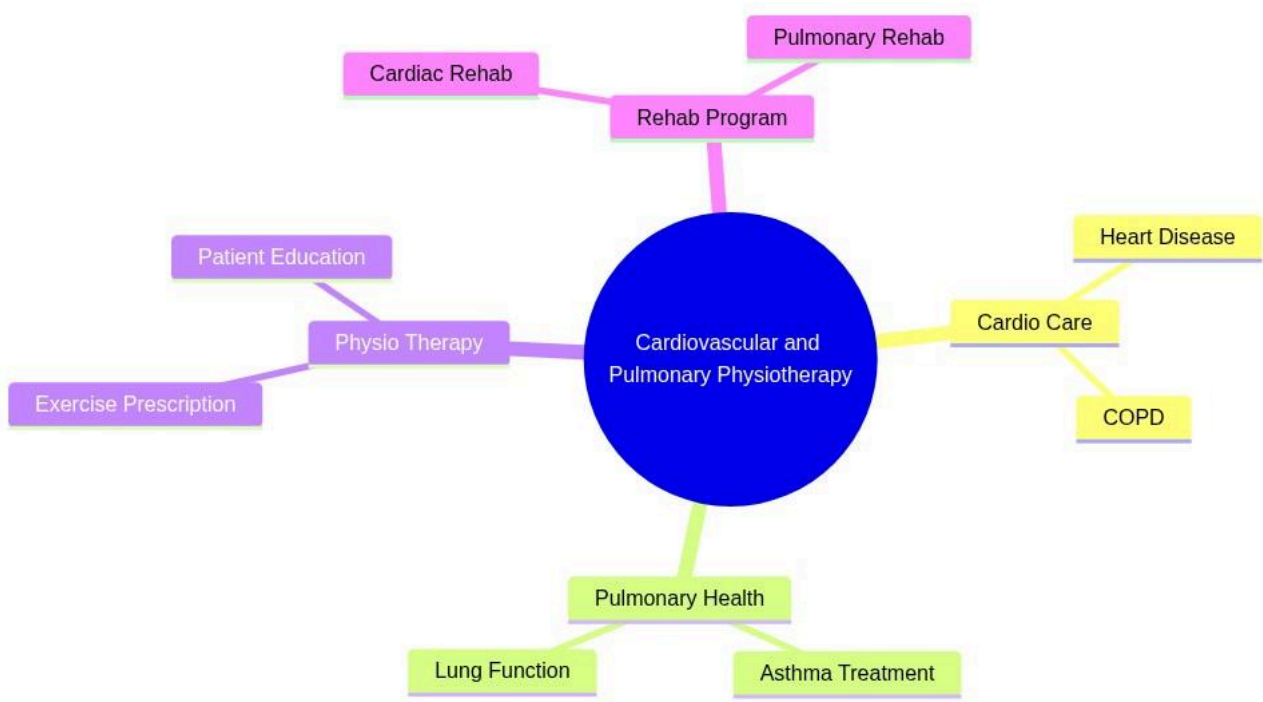 Pulmonary Rehab
Cardiac Rehab
Rehab Program
Heart Disease
Patient Education
Cardio Care
Physio Therapy
Cardiovascular and
Pulmonary Physiotherapy
Exercise Prescription
COPD
Pulmonary Health
Lung Function
Asthma Treatment